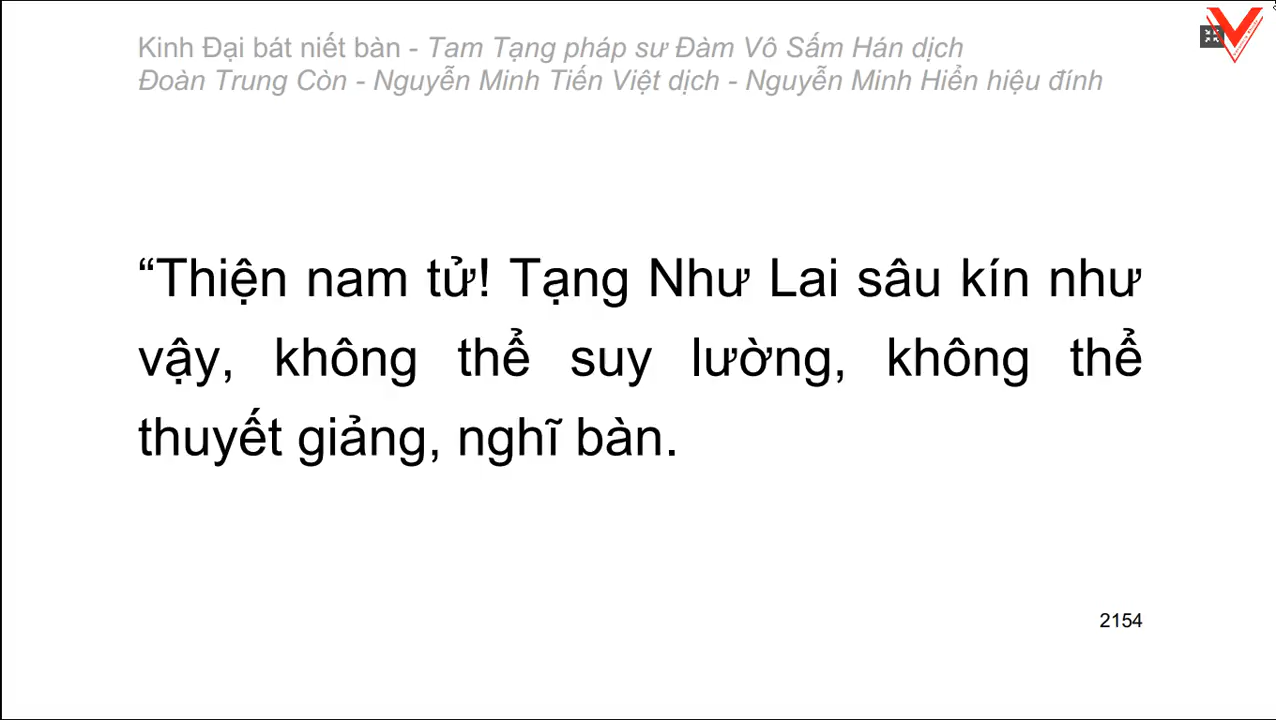 Kinh Đại bát niết bàn - Tam Tạng pháp sư Đàm Vô Sấm Hán dịch
Đoàn Trung Còn - Nguyễn Minh Tiến Việt dịch - Nguyễn Minh Hiển hiệu đính
“Thiện nam tử! Tạng Như Lai sâu kín như
vậy, không thể suy lường, không thể
thuyết giảng, nghĩ bàn.
2154